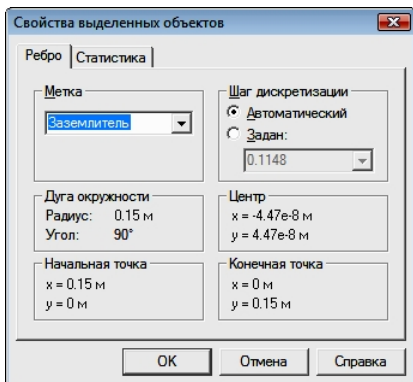 Свойства выделенных объектов
Ребро Статистика
Метка
Заземлитель
Шаг дискретизации
Автоматический
Задан:
0.1148
Дуга окружности
Радиус: 0.15 м
Угол: 90°
Центр
x = -4.47e-8 м
y = 4.47e-8 м
Начальная точка
x = 0.15 м
y = 0 м
Конечная точка
x = 0 м
y = 0.15 м
OK Отмена Справка